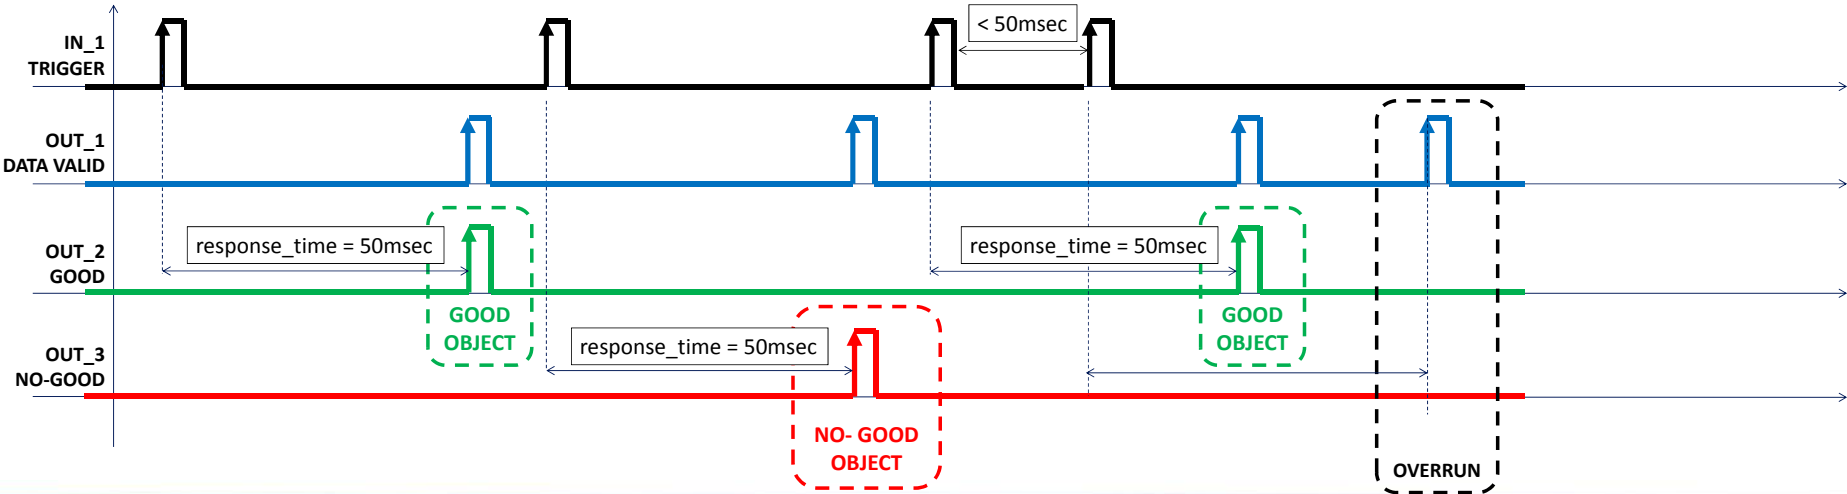 IN_1
TRIGGER
< 50msec
OUT_1
DATA VALID
OUT_2
GOOD
response_time = 50msec
response_time = 50msec
GOOD
OBJECT
GOOD
OBJECT
OUT_3
NO-GOOD
response_time = 50msec
NO- GOOD
OBJECT
OVERRUN